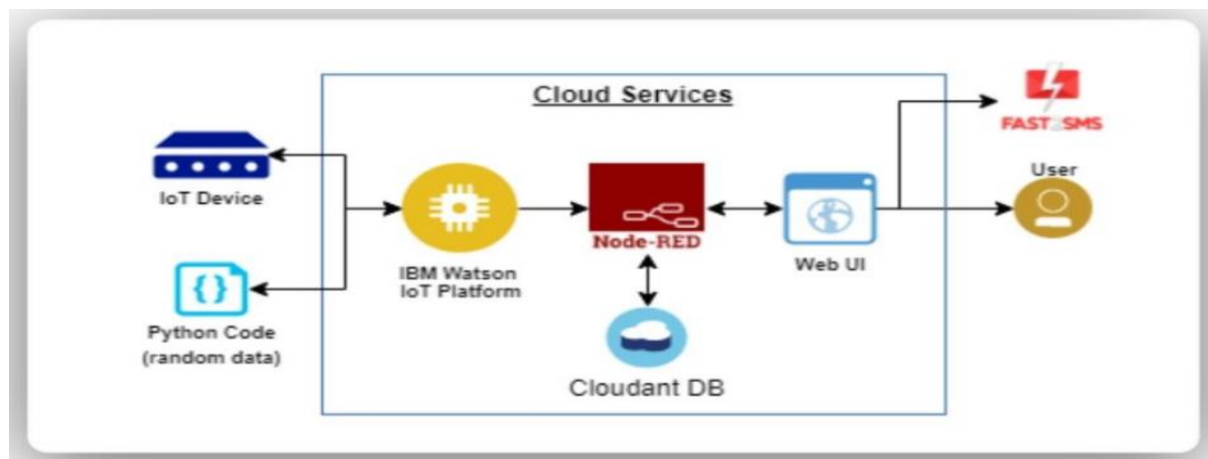 Cloud Services
FAST2SMS
IoT Device
User
Node-RED
Web UI
IBM Watson
IoT Platform
Python Code
(random data)
{ }
Cloudant DB